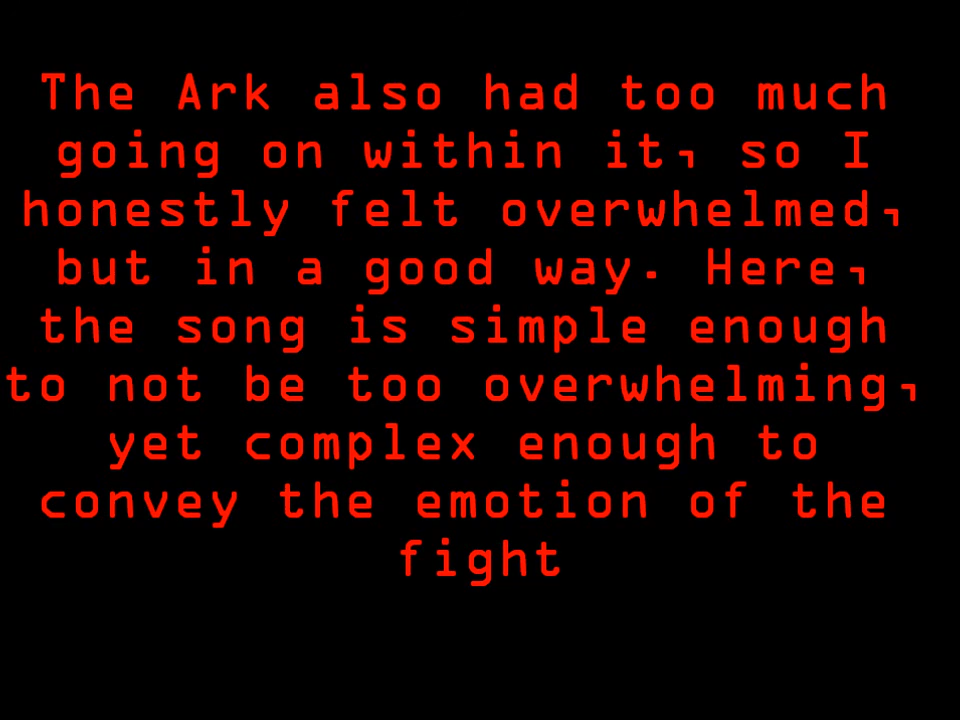 The Ark also had too much
going on within it, so I
honestly felt overwhelmed,
but in a good way. Here,
the song is simple enough
to not be too overwhelming,
yet complex enough to
convey the emotion of the
fight